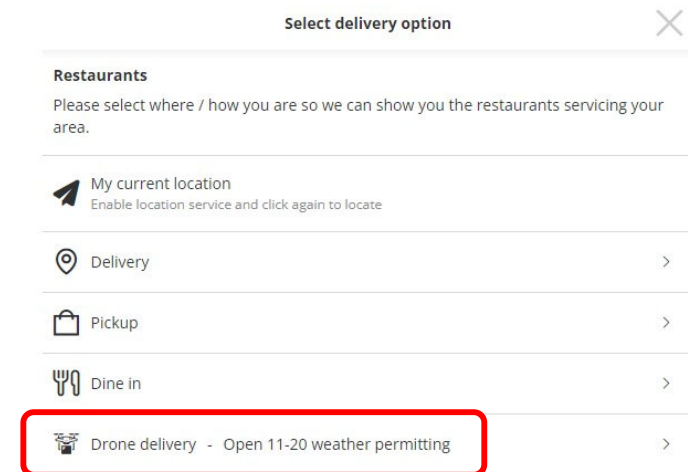 Select delivery option
Restaurants
Please select where / how you are so we can show you the restaurants servicing your
area.
My current location
Enable location service and click again to locate
Delivery
Pickup
Dine in
Drone delivery - Open 11-20 weather permitting